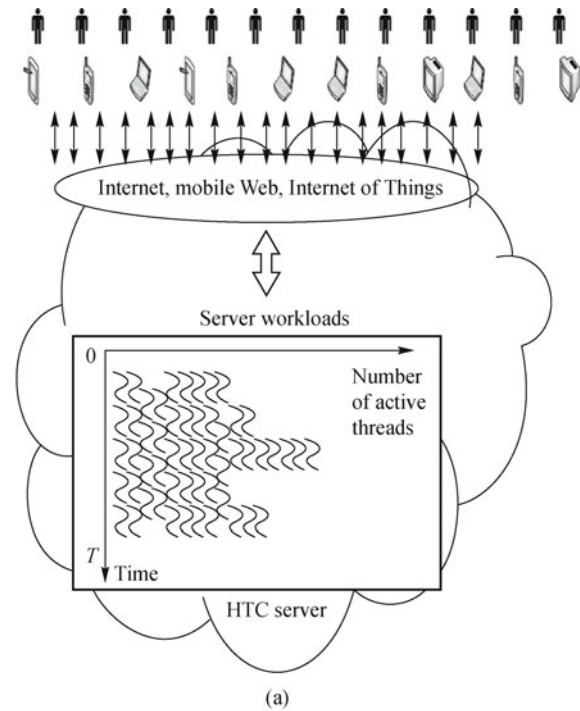 Internet, mobile Web, Internet of Things
Server workloads
0
Number
of active
threads
T
Time
HTC server
(a)